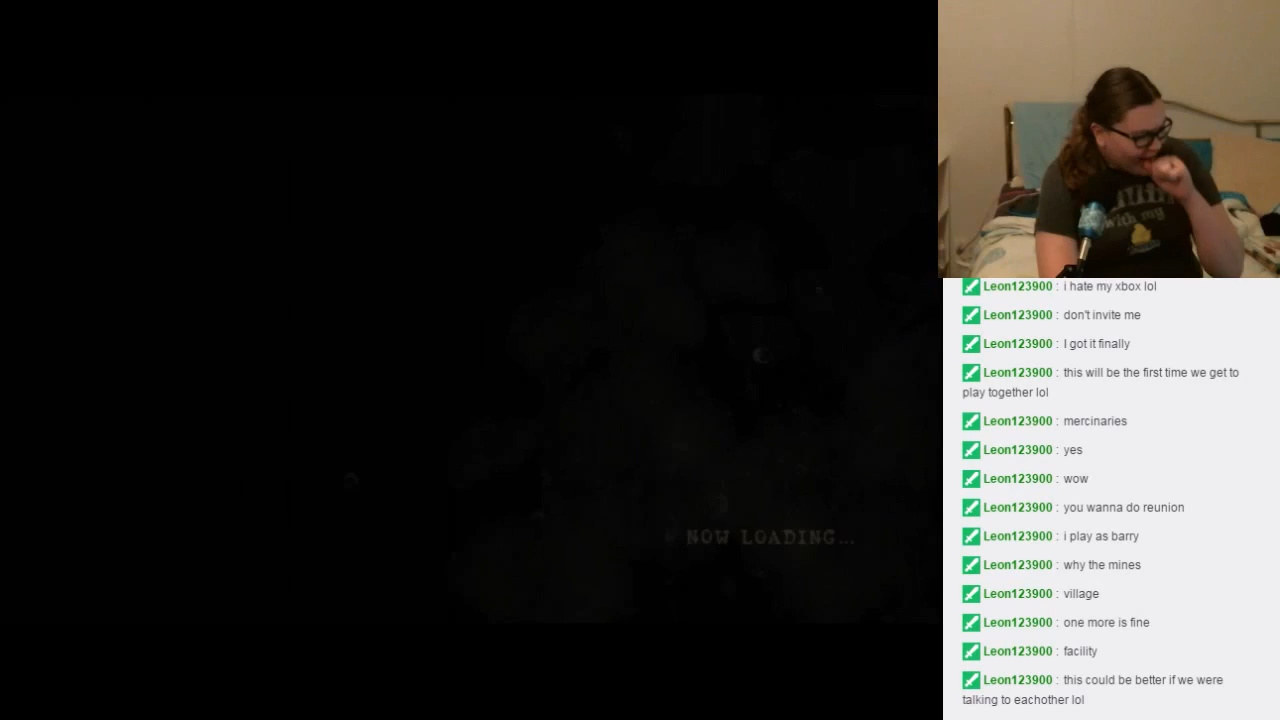 Leon123900 : i hate my xbox lol
Leon123900 : don't invite me
Leon123900 : I got it finally
Leon123900 : this will be the first time we get to
play together lol
Leon123900 : mercinaries
Leon123900 : yes
Leon123900 : wow
Leon123900 : you wanna do reunion
NOW LOADING...
Leon123900 : i play as barry
Leon123900 : why the mines
Leon123900 : village
Leon123900 : one more is fine
Leon123900 : facility
Leon123900 : this could be better if we were
talking to eachother lol
with my